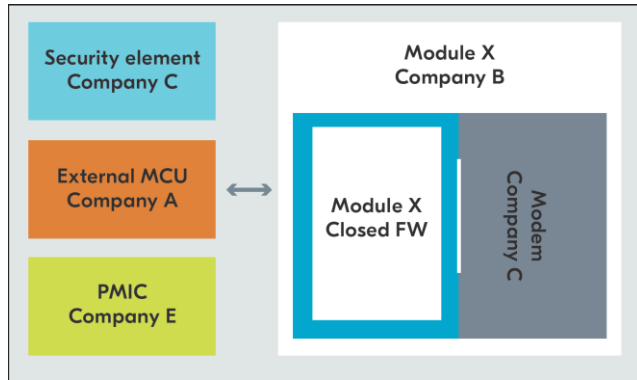 Security element
Company C
External MCU
Company A
PMIC
Company E
Module X
Company B
Module X
Closed FW
Modem
Company C